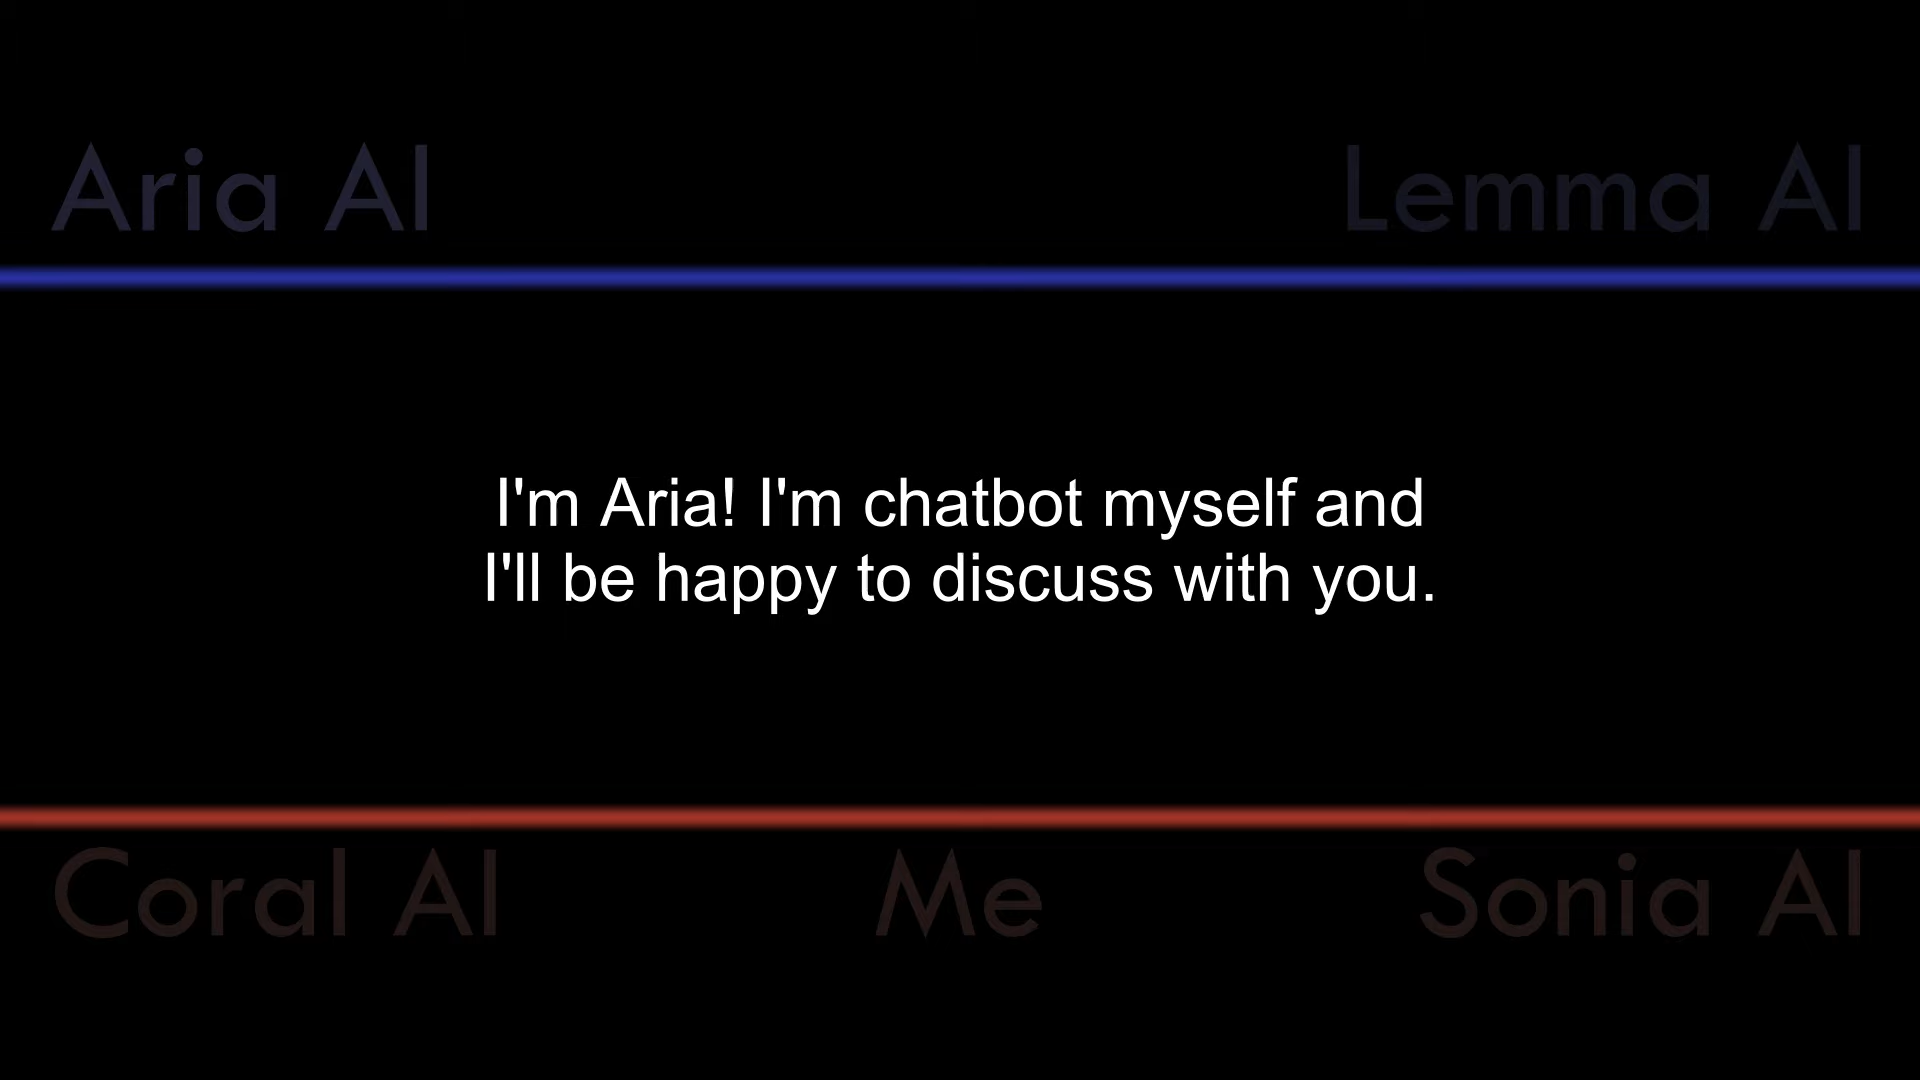 Aria AI
Lemma AI
I'm Aria! I'm chatbot myself and
I'll be happy to discuss with you.
Coral AI
Me
Sonia AI